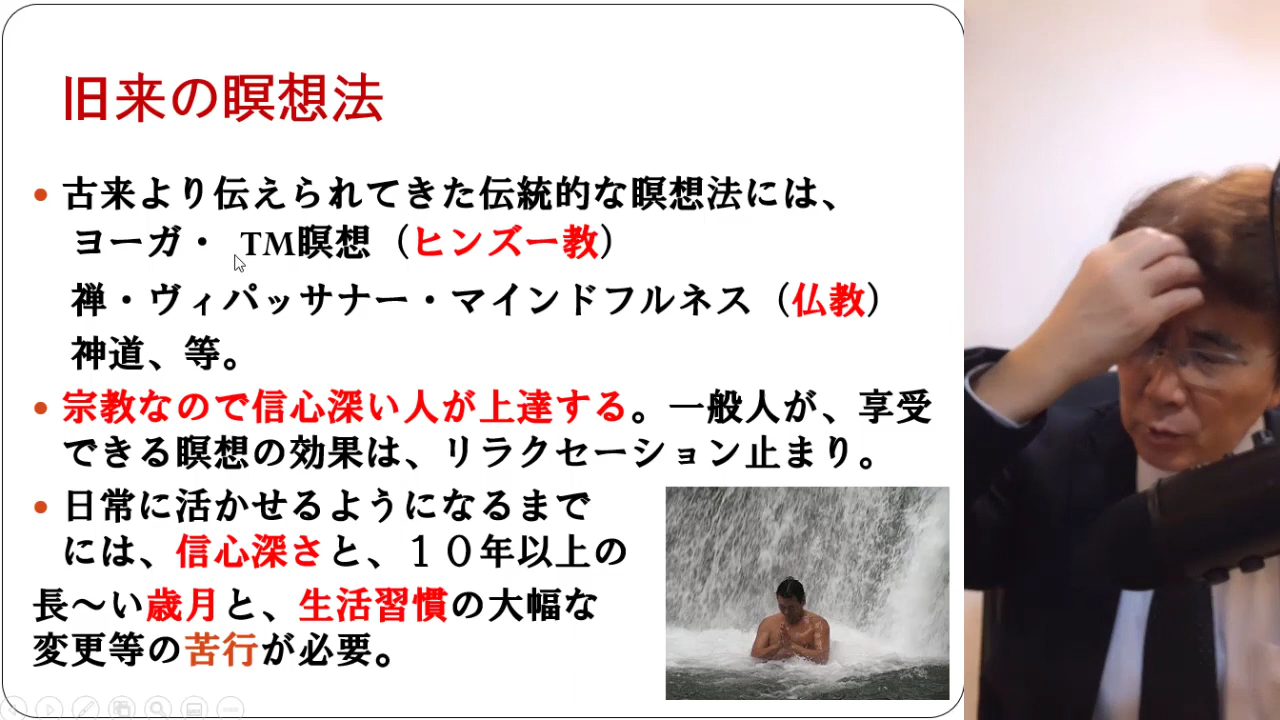 旧来の瞑想法
• 古来より伝えられてきた伝統的な瞑想法には、
ヨーガ・ TM瞑想（ヒンズー教）
禅・ヴィパッサナー・マインドフルネス（仏教）
神道、等。
• 宗教なので信心深い人が上達する。一般人が、享受
できる瞑想の効果は、リラクセーション止まり。
• 日常に活かせるようになるまで
には、信心深さと、１０年以上の
長～い歳月と、生活習慣の大幅な
変更等の苦行が必要。